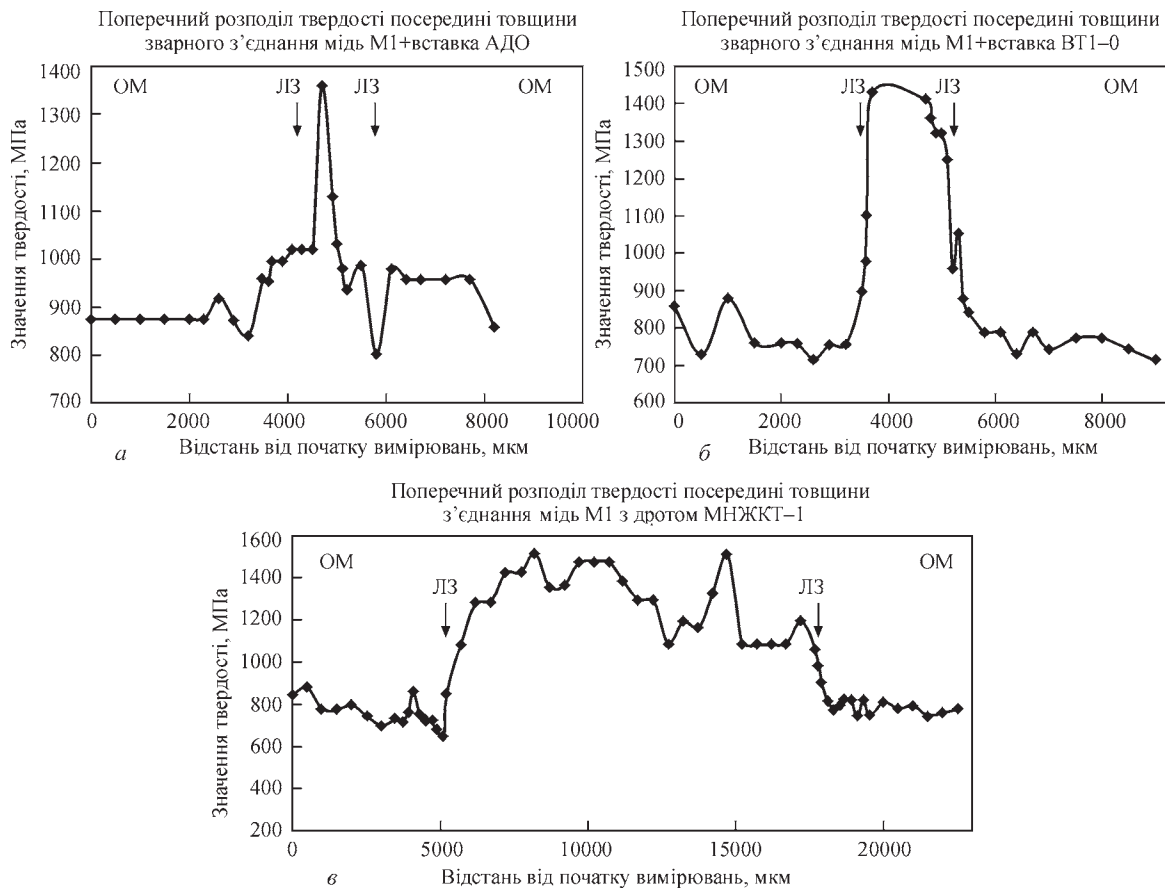 Поперечний розподіл твердості посередині товщини
зварного з’єднання мідь М1+вставка АДО
1400
1300
1200
1100
1000
900
800
700
0
2000
4000
6000
8000
10000
ОМ
ЛЗ
ЛЗ
ОМ
Значення твердості, МПа
Відстань від початку вимірювань, мкм
а
Поперечний розподіл твердості посередині товщини
зварного з’єднання мідь М1+вставка ВТ1–0
1500
1400
1300
1200
1100
1000
900
800
700
600
0
2000
4000
6000
8000
ОМ
ЛЗ
ЛЗ
ОМ
Значення твердості, МПа
Відстань від початку вимірювань, мкм
б
Поперечний розподіл твердості посередині товщини
з’єднання мідь М1 з дротом МНЖКТ–1
1600
1400
1200
1000
800
600
400
200
0
5000
10000
15000
20000
ОМ
ЛЗ
ЛЗ
ОМ
Значення твердості, МПа
Відстань від початку вимірювань, мкм
в